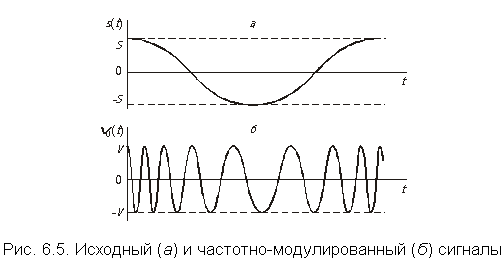 s(t) а
S
0
t
–S
б
V
0
t
–V
Рис. 6.5. Исходный (а) и частотно-модулированный (б) сигналы